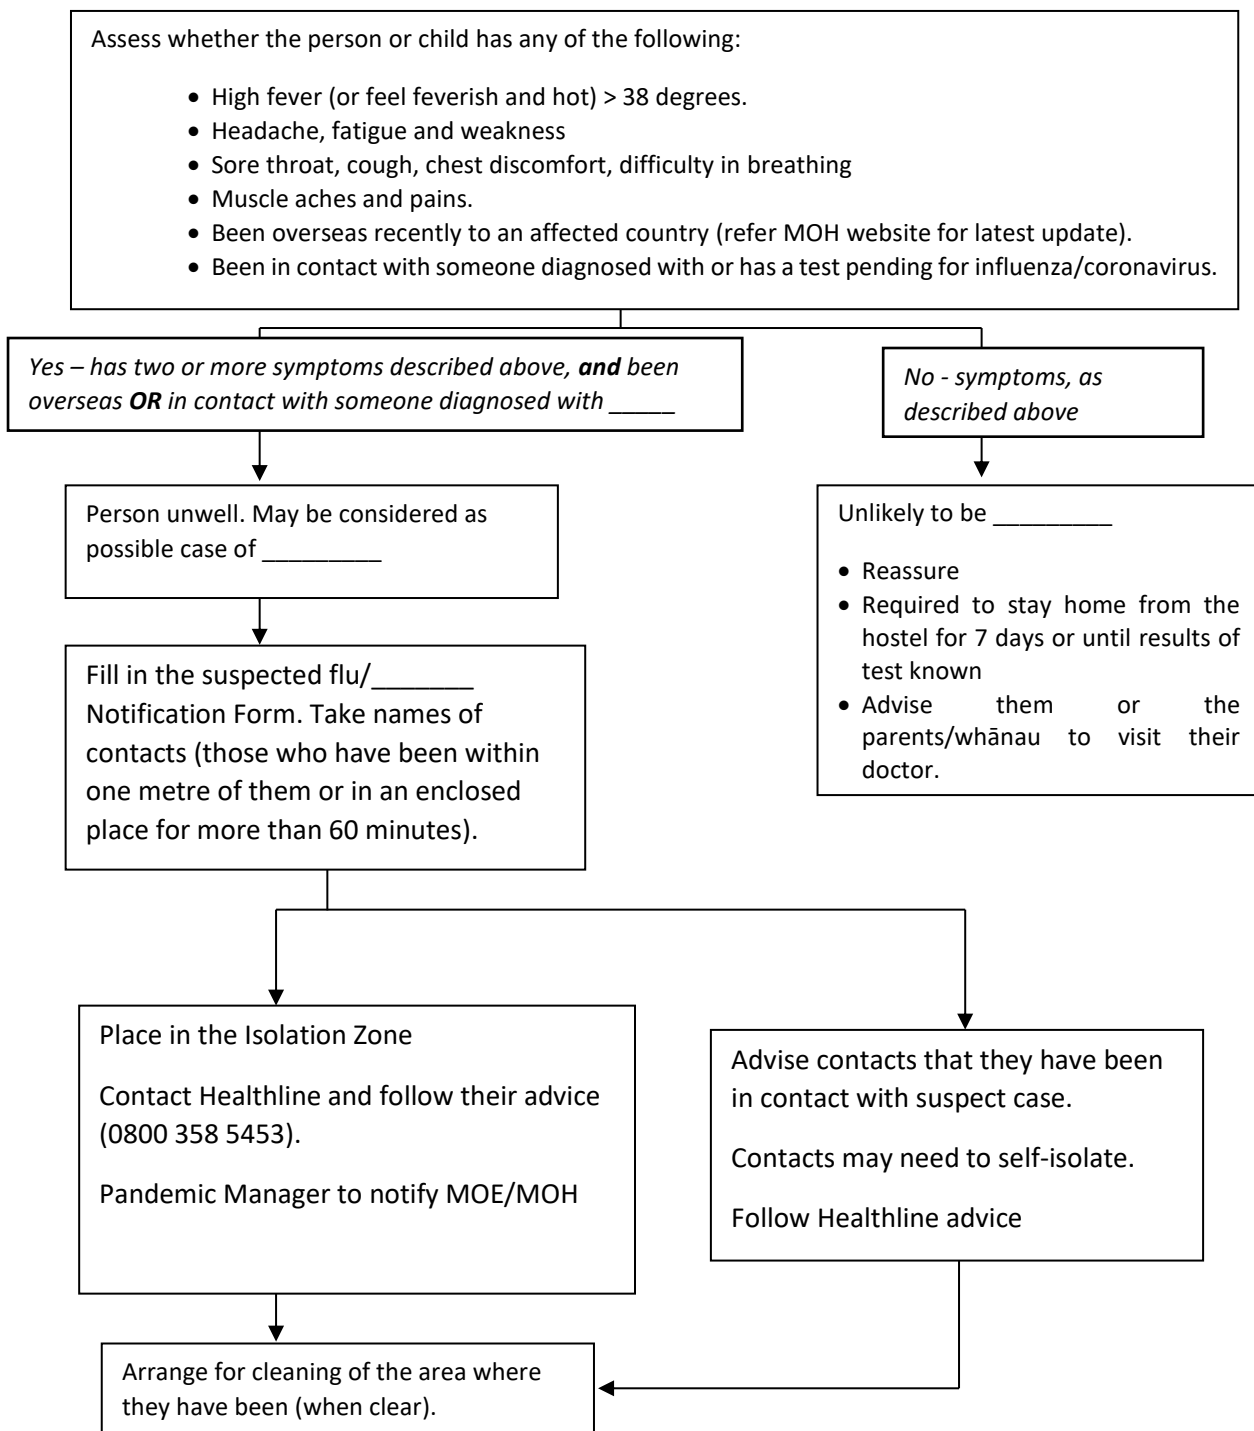 Assess whether the person or child has any of the following:
• High fever (or feel feverish and hot) > 38 degrees.
• Headache, fatigue and weakness
• Sore throat, cough, chest discomfort, difficulty in breathing
• Muscle aches and pains.
• Been overseas recently to an affected country (refer MOH website for latest update).
• Been in contact with someone diagnosed with or has a test pending for influenza/coronavirus.
Yes – has two or more symptoms described above, and been
overseas OR in contact with someone diagnosed with _____
No - symptoms, as
described above
Person unwell. May be considered as
possible case of _________
Unlikely to be _________
• Reassure
• Required to stay home from the
hostel for 7 days or until results of
test known
• Advise them or the
parents/whānau to visit their
doctor.
Fill in the suspected flu/_______
Notification Form. Take names of
contacts (those who have been within
one metre of them or in an enclosed
place for more than 60 minutes).
Place in the Isolation Zone
Contact Healthline and follow their advice
(0800 358 5453).
Pandemic Manager to notify MOE/MOH
Advise contacts that they have been
in contact with suspect case.
Contacts may need to self-isolate.
Follow Healthline advice
Arrange for cleaning of the area where
they have been (when clear).